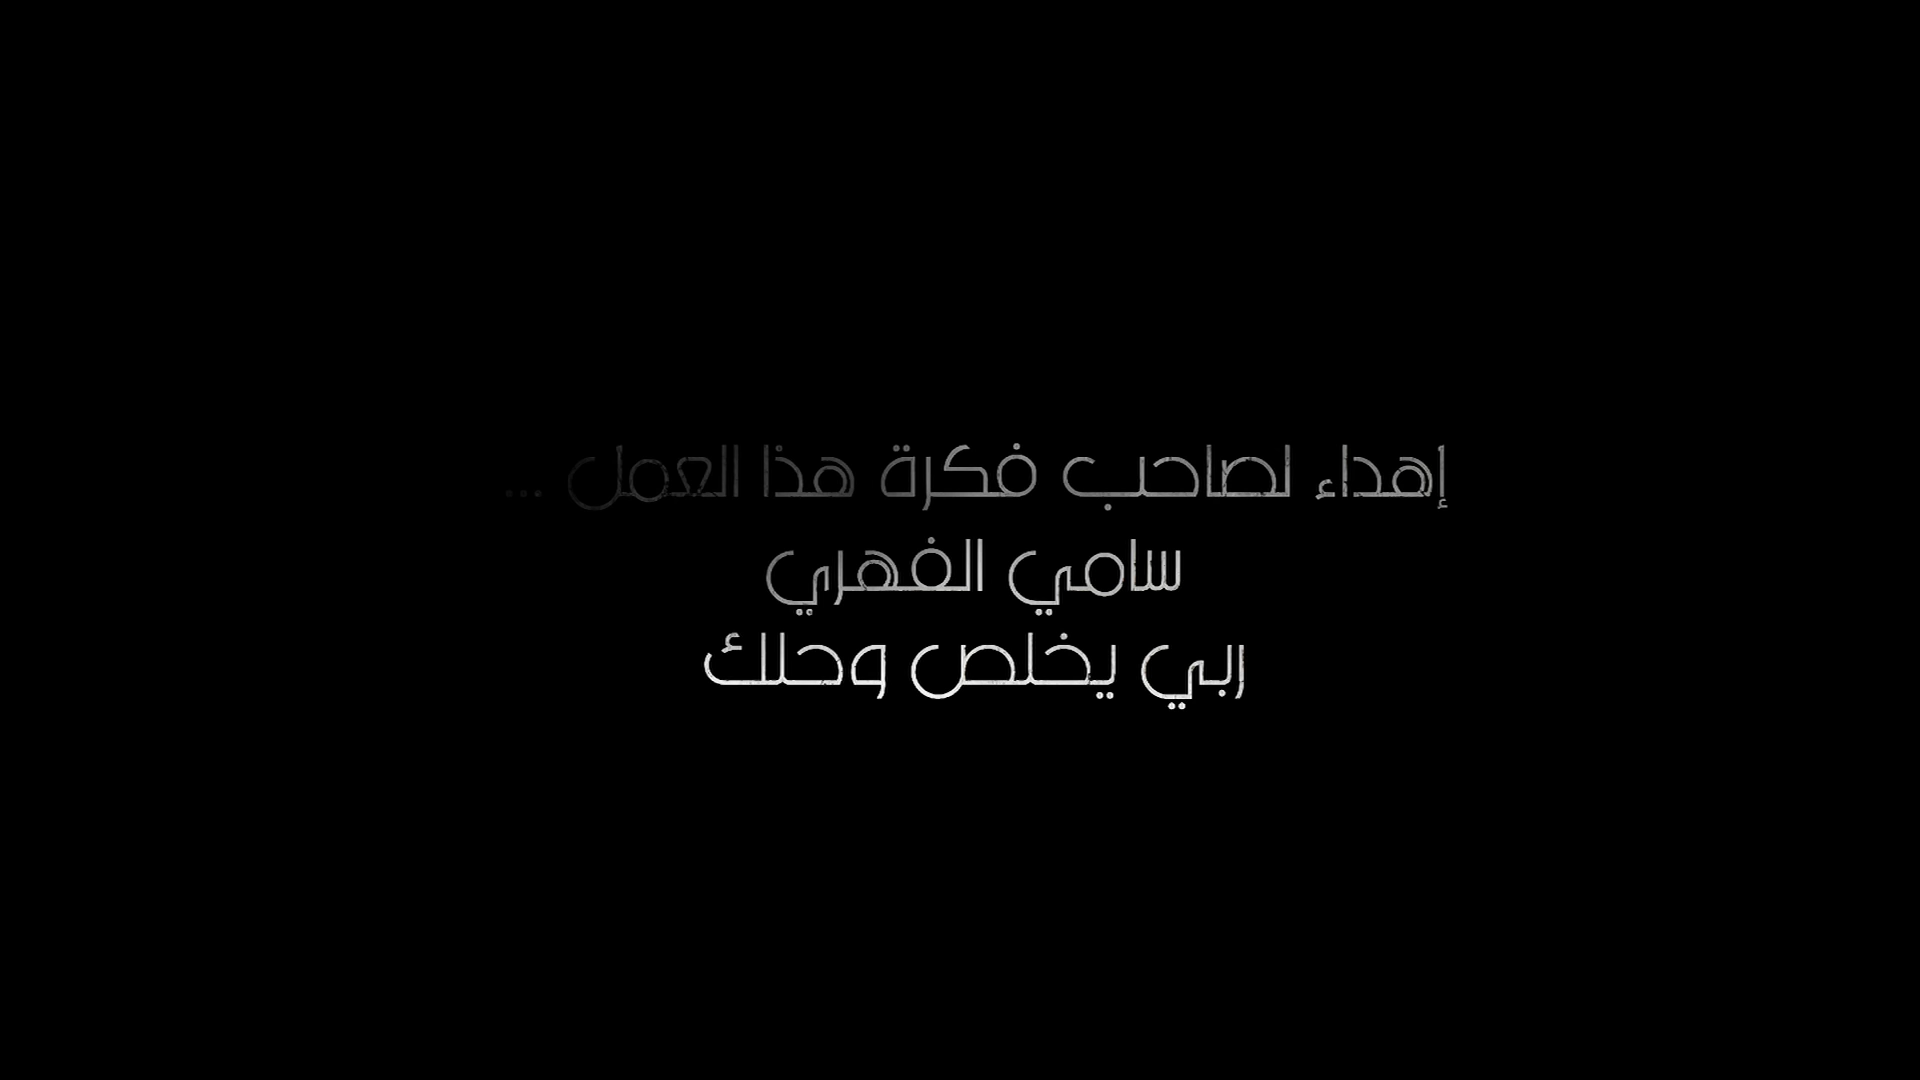 إهداء لصاحب فكرة هذا العمل ...
سامي الفهري
ربي يخلص وحلك